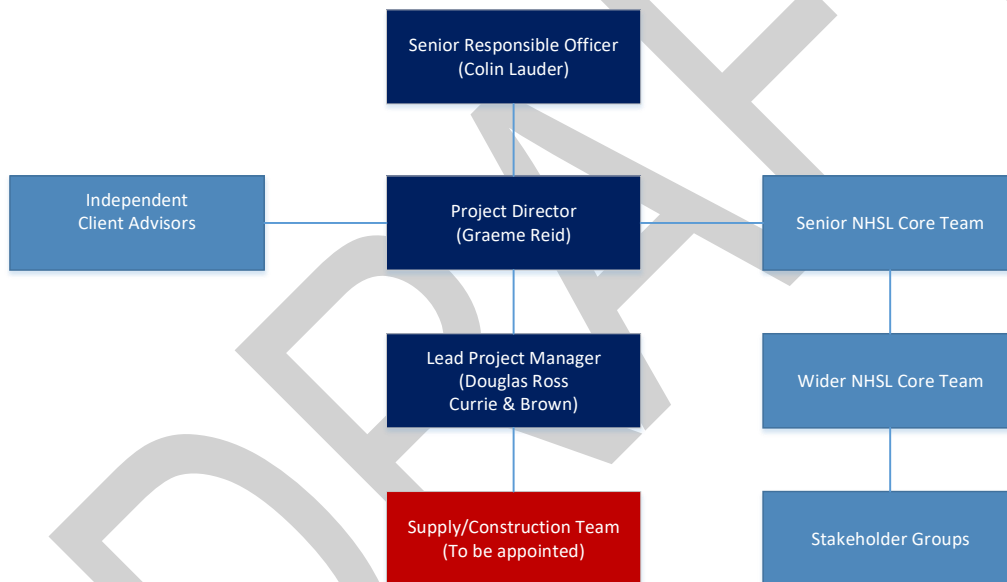 Senior Responsible Officer
(Colin Lauder)
Independent
Client Advisors
Project Director
(Graeme Reid)
Senior NHSL Core Team
Lead Project Manager
(Douglas Ross
Currie & Brown)
Wider NHSL Core Team
Supply/Construction Team
(To be appointed)
Stakeholder Groups
DRAF